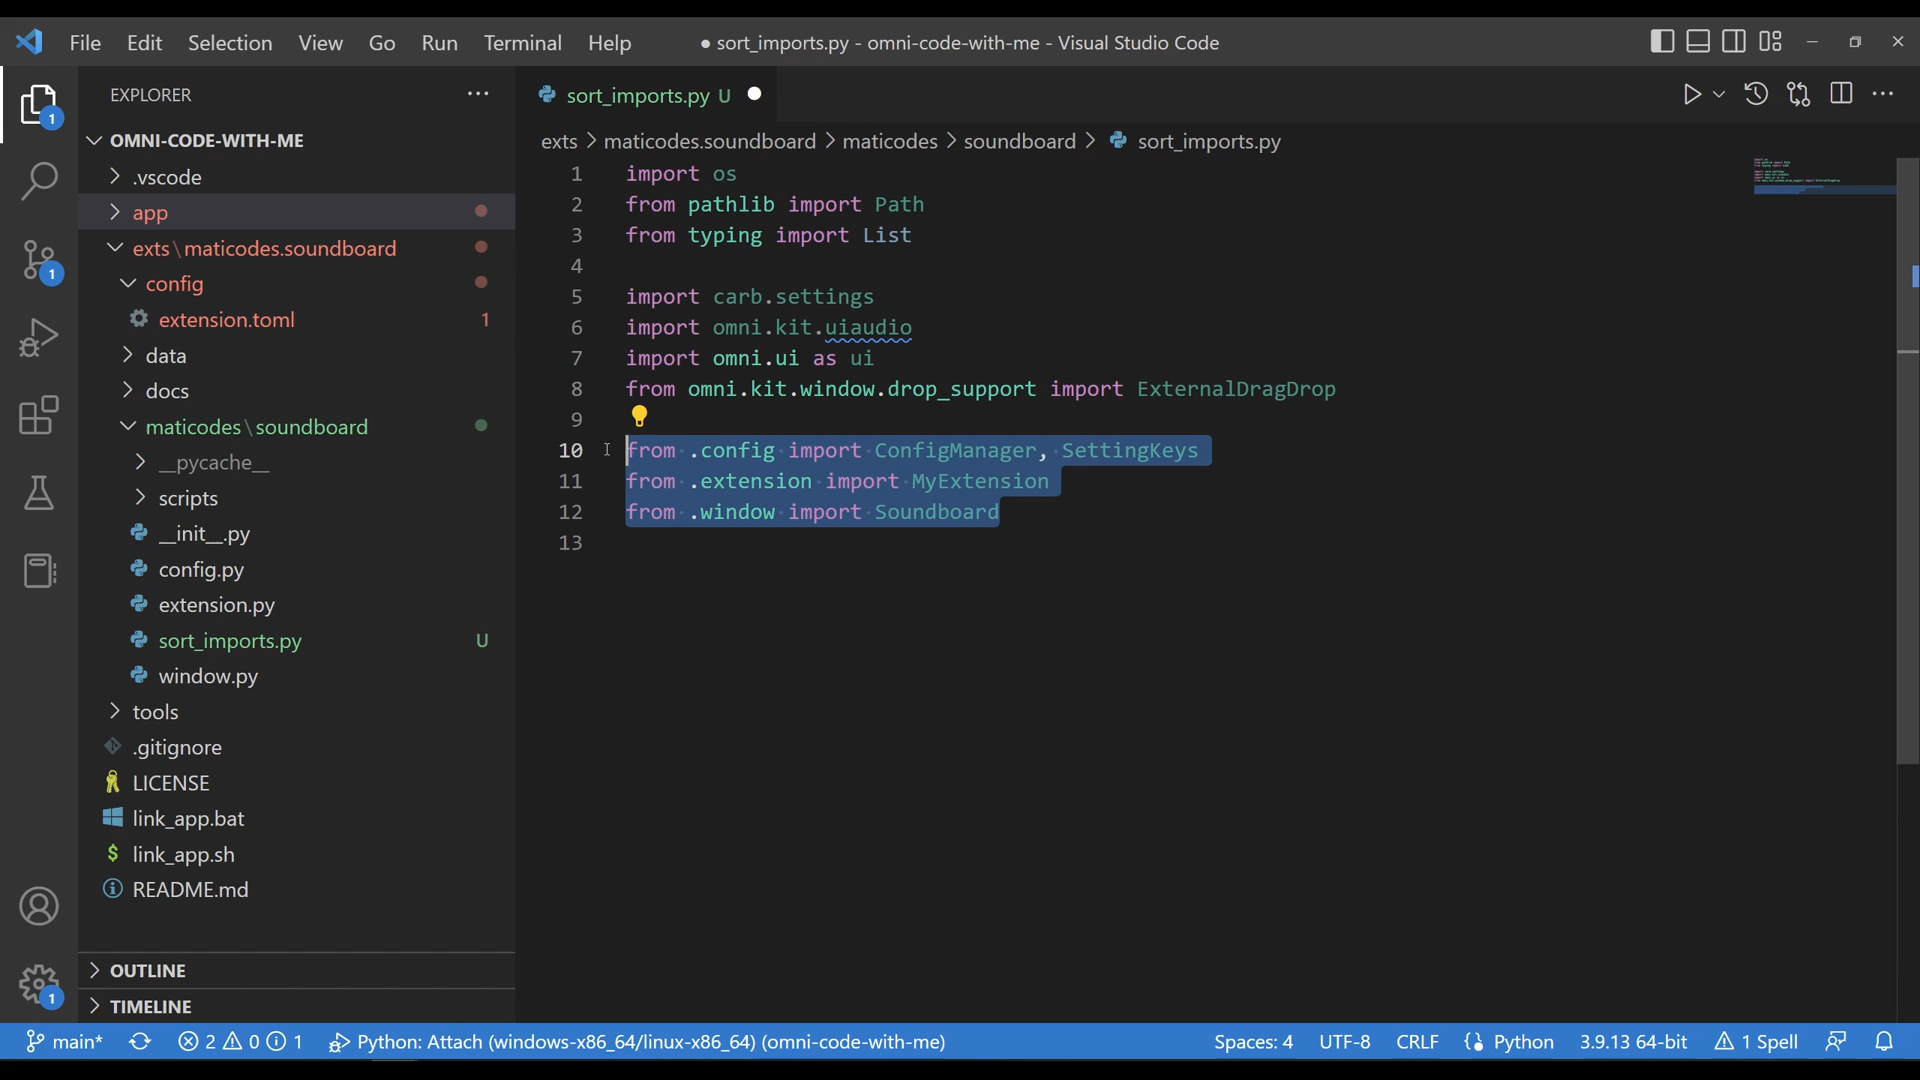 File Edit Selection View Go Run Terminal Help ● sort_imports.py - omni-code-with-me - Visual Studio Code
EXPLORER ···
OMNI-CODE-WITH-ME
.vscode
app
exts\maticodes.soundboard
config
extension.toml 1
data
docs
maticodes\soundboard
__pycache__
scripts
__init__.py
config.py
extension.py
sort_imports.py U
window.py
tools
.gitignore
LICENSE
$ link_app.bat
link_app.sh
README.md
OUTLINE
TIMELINE
1
1
1
sort_imports.py U
exts > maticodes.soundboard > maticodes > soundboard > sort_imports.py
1 import os
2 from pathlib import Path
3 from typing import List
4
5 import carb.settings
6 import omni.kit.uiaudio
7 import omni.ui as ui
8 from omni.kit.window.drop_support import ExternalDragDrop
9
10 from .config import ConfigManager, SettingKeys
11 from .extension import MyExtension
12 from .window import Soundboard
13
main* 2 0 1 Python: Attach (windows-x86_64/linux-x86_64) (omni-code-with-me) Spaces: 4 UTF-8 CRLF Python 3.9.13 64-bit 1 Spell